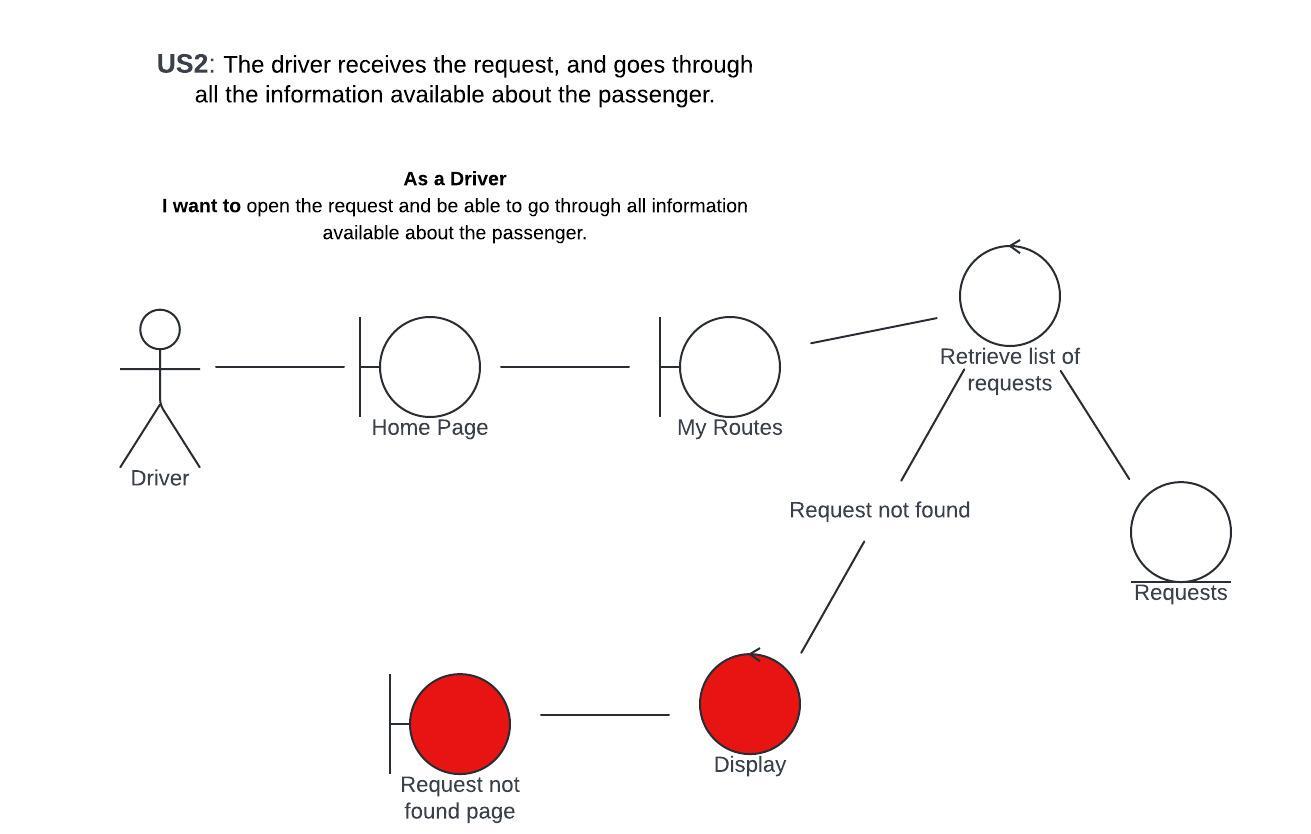 US2: The driver receives the request, and goes through
all the information available about the passenger.
As a Driver
I want to open the request and be able to go through all information
available about the passenger.
Retrieve list of
requests
Home Page
My Routes
Driver
Request not found
Requests
Display
Request not
found page